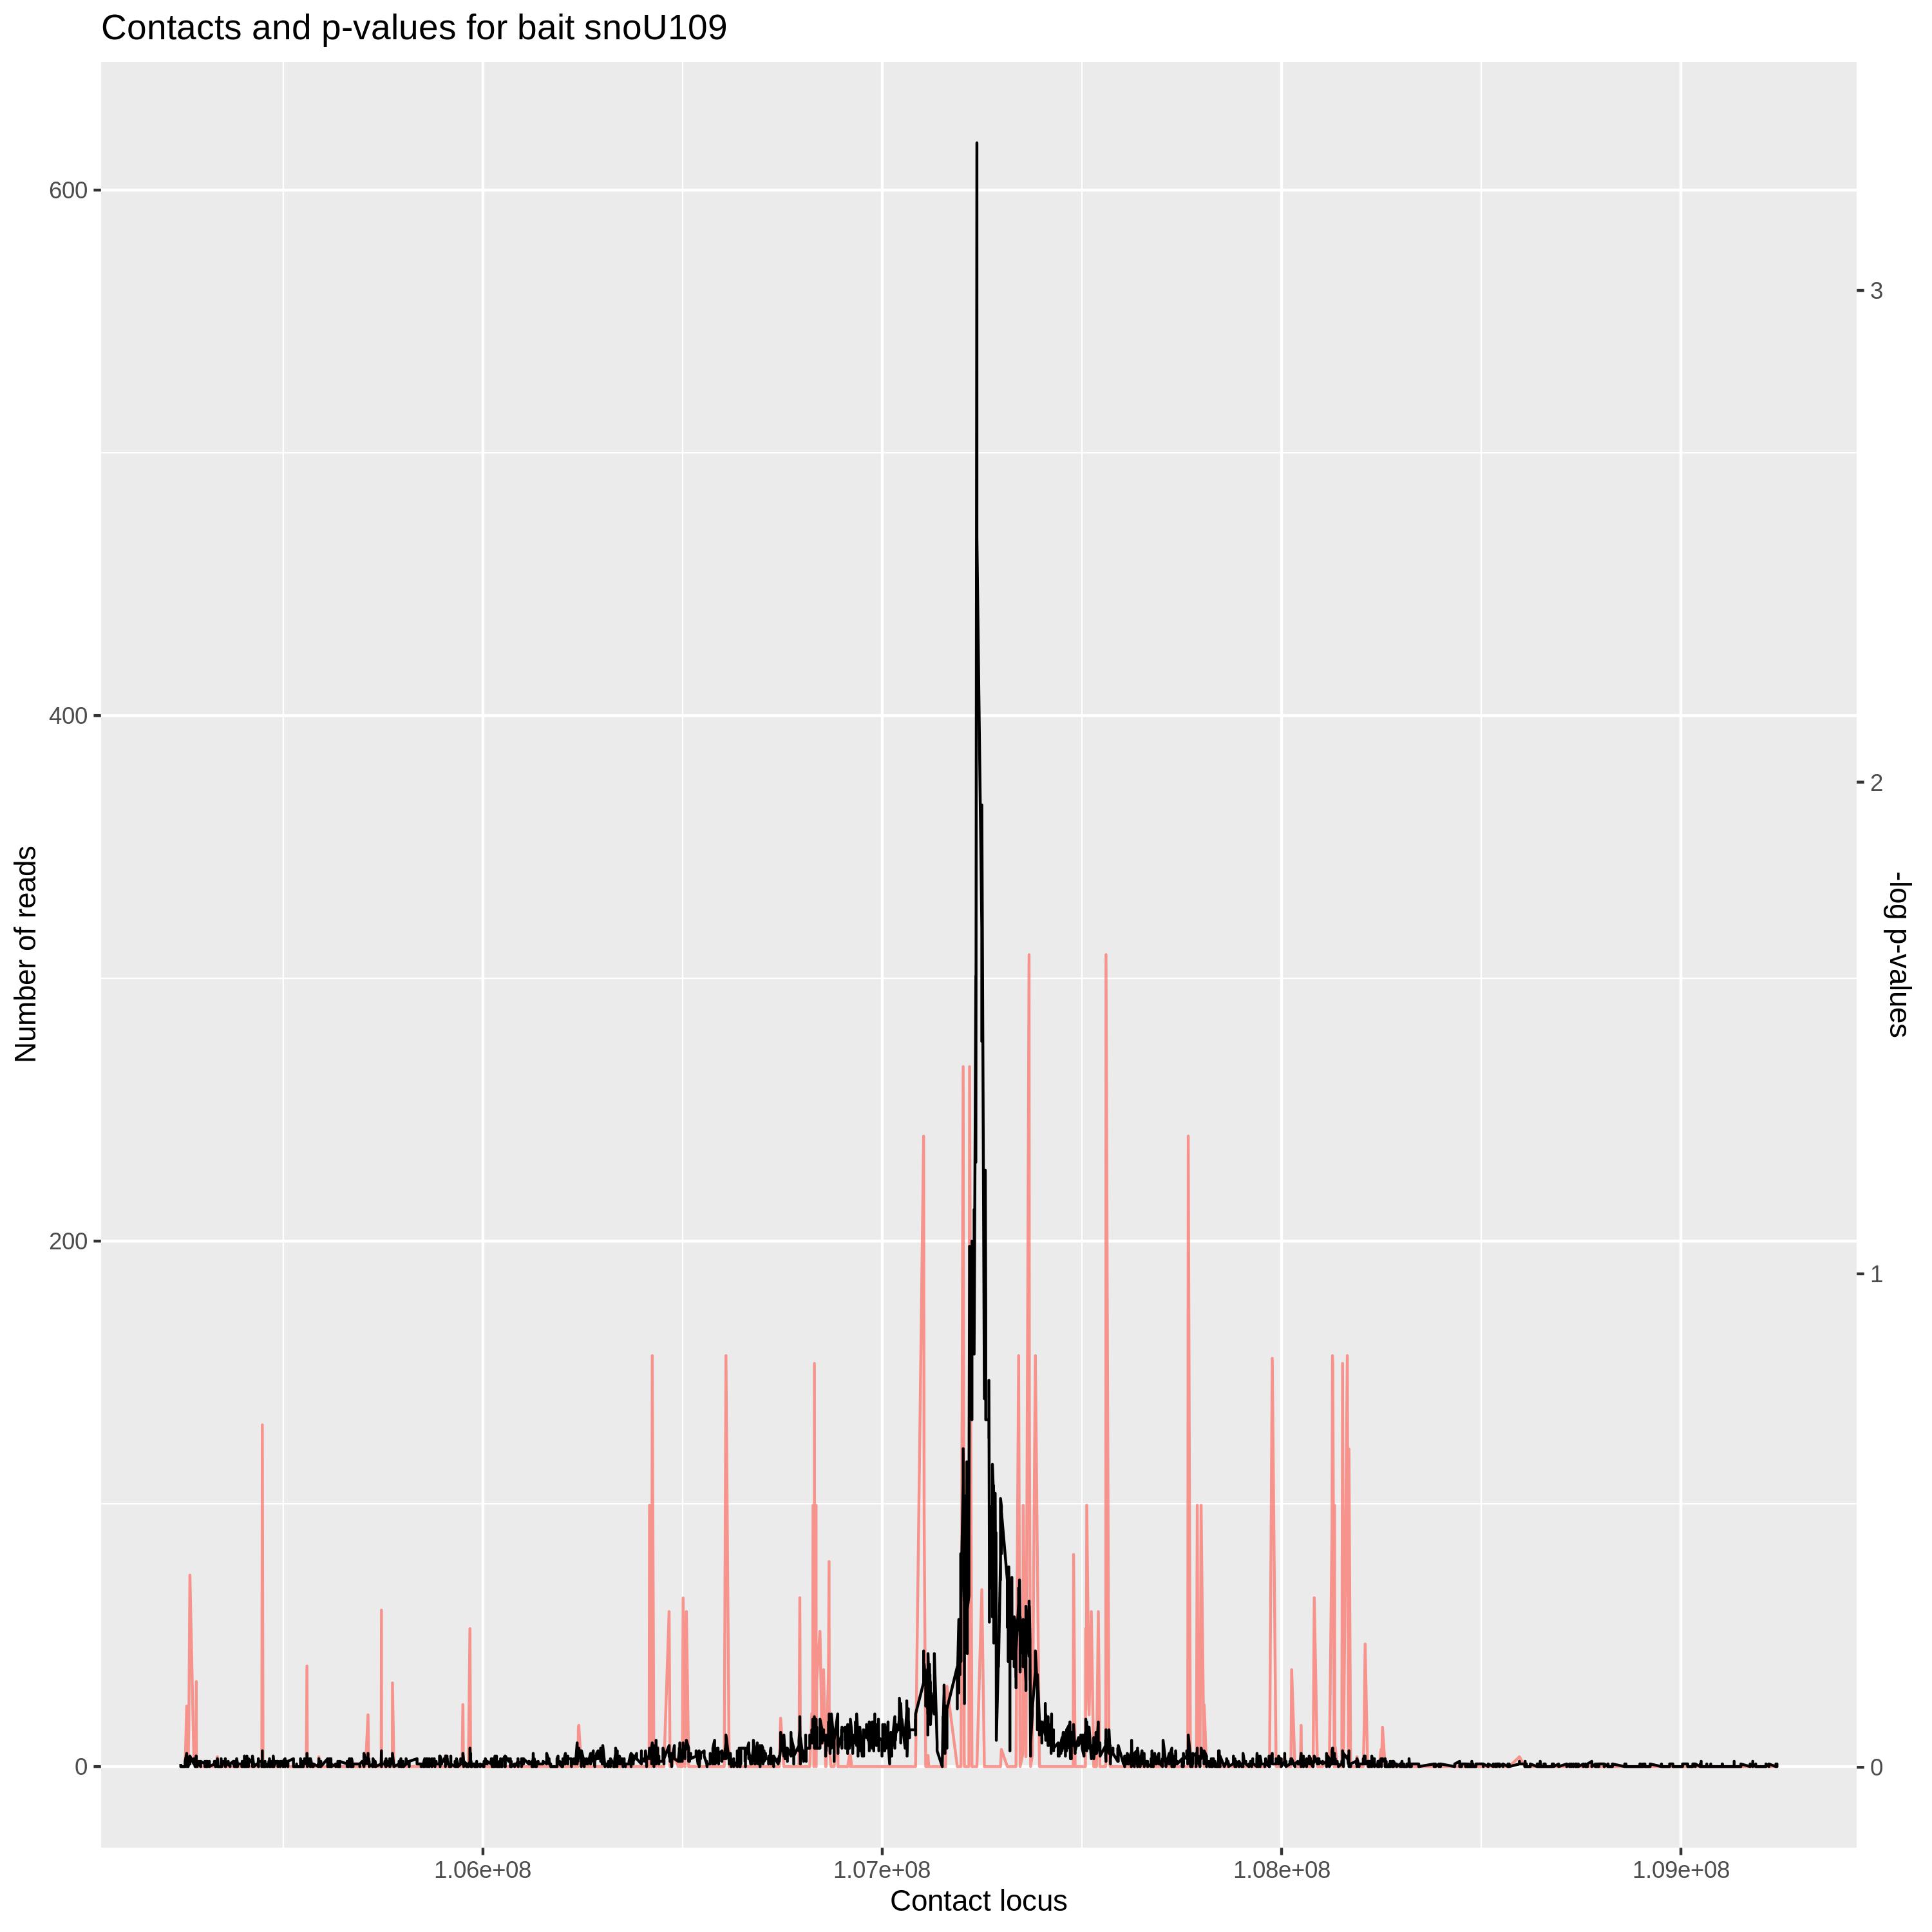 Contacts and p-values for bait snoU109
600
400
200
0
Number of reads
3
2
1
0
-log p-values
1.06e+08
1.07e+08
1.08e+08
1.09e+08
Contact locus